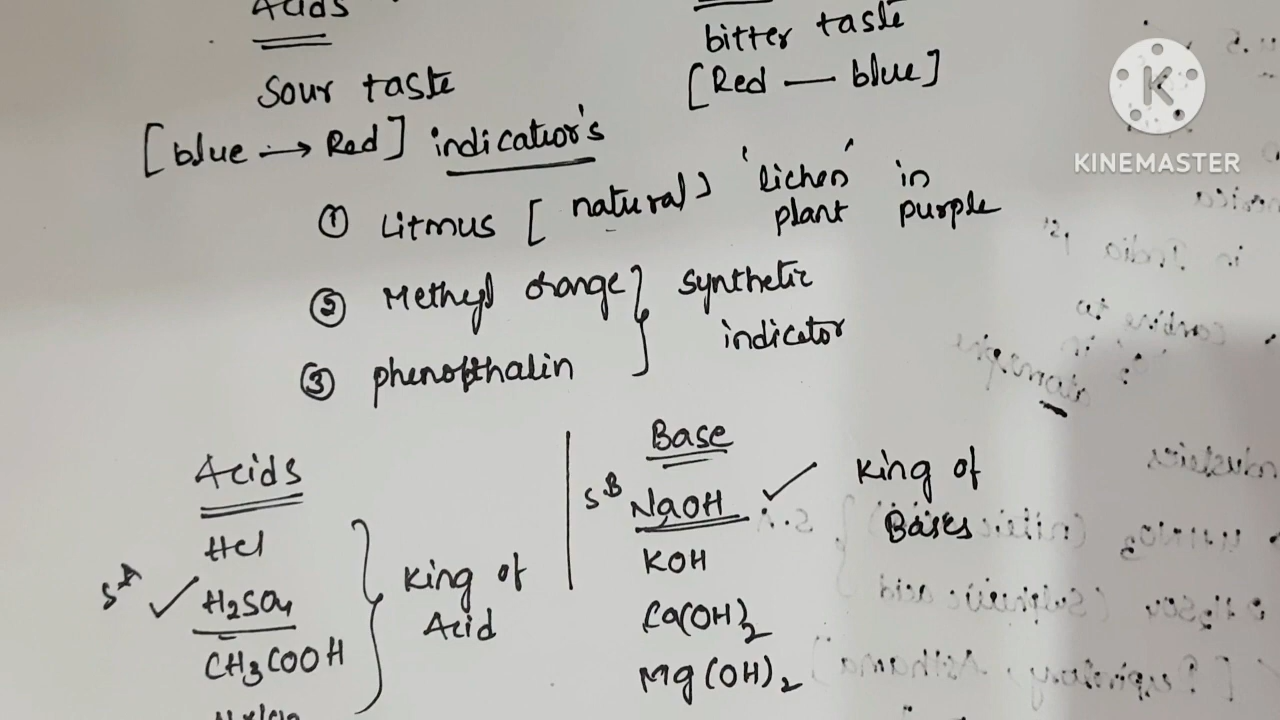 Acids
Sour taste
[blue → Red]
bitter taste
[Red — blue]
indicatior's
① Litmus [natural] 'lichen' in
plant purple
② Methyl orange } synthetic
③ phenopthalin } indicator
Acids
HCl
SA ✓ H2SO4
CH3COOH
King of
Acid
Base
SB NaOH ✓
KOH
Ca(OH)2
Mg(OH)2
King of
Bases
K
KINEMASTER